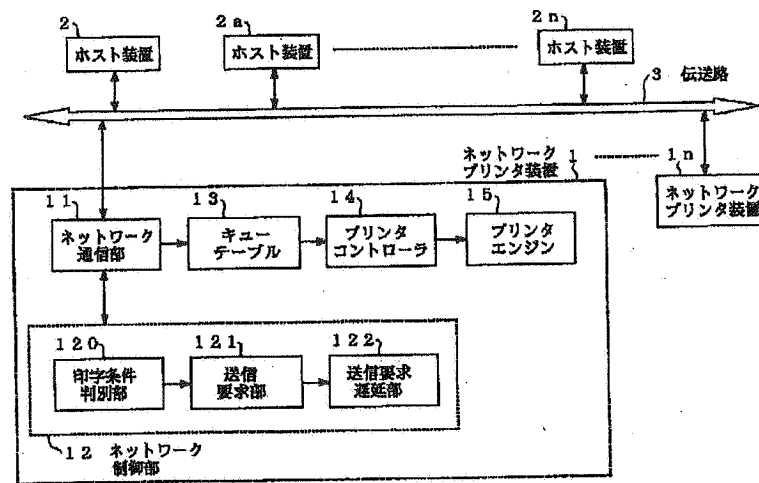 2 2a 2n
ホスト装置 ホスト装置 ホスト装置
3 伝送路
ネットワーク
プリンタ装置 1 1n
ネットワーク
プリンタ装置
11 13 14 15
ネットワーク
通信部
キュー
テーブル
プリンタ
コントローラ
プリンタ
エンジン
120 121 122
印字条件
判別部
送信
要求部
送信要求
遅延部
12 ネットワーク
制御部